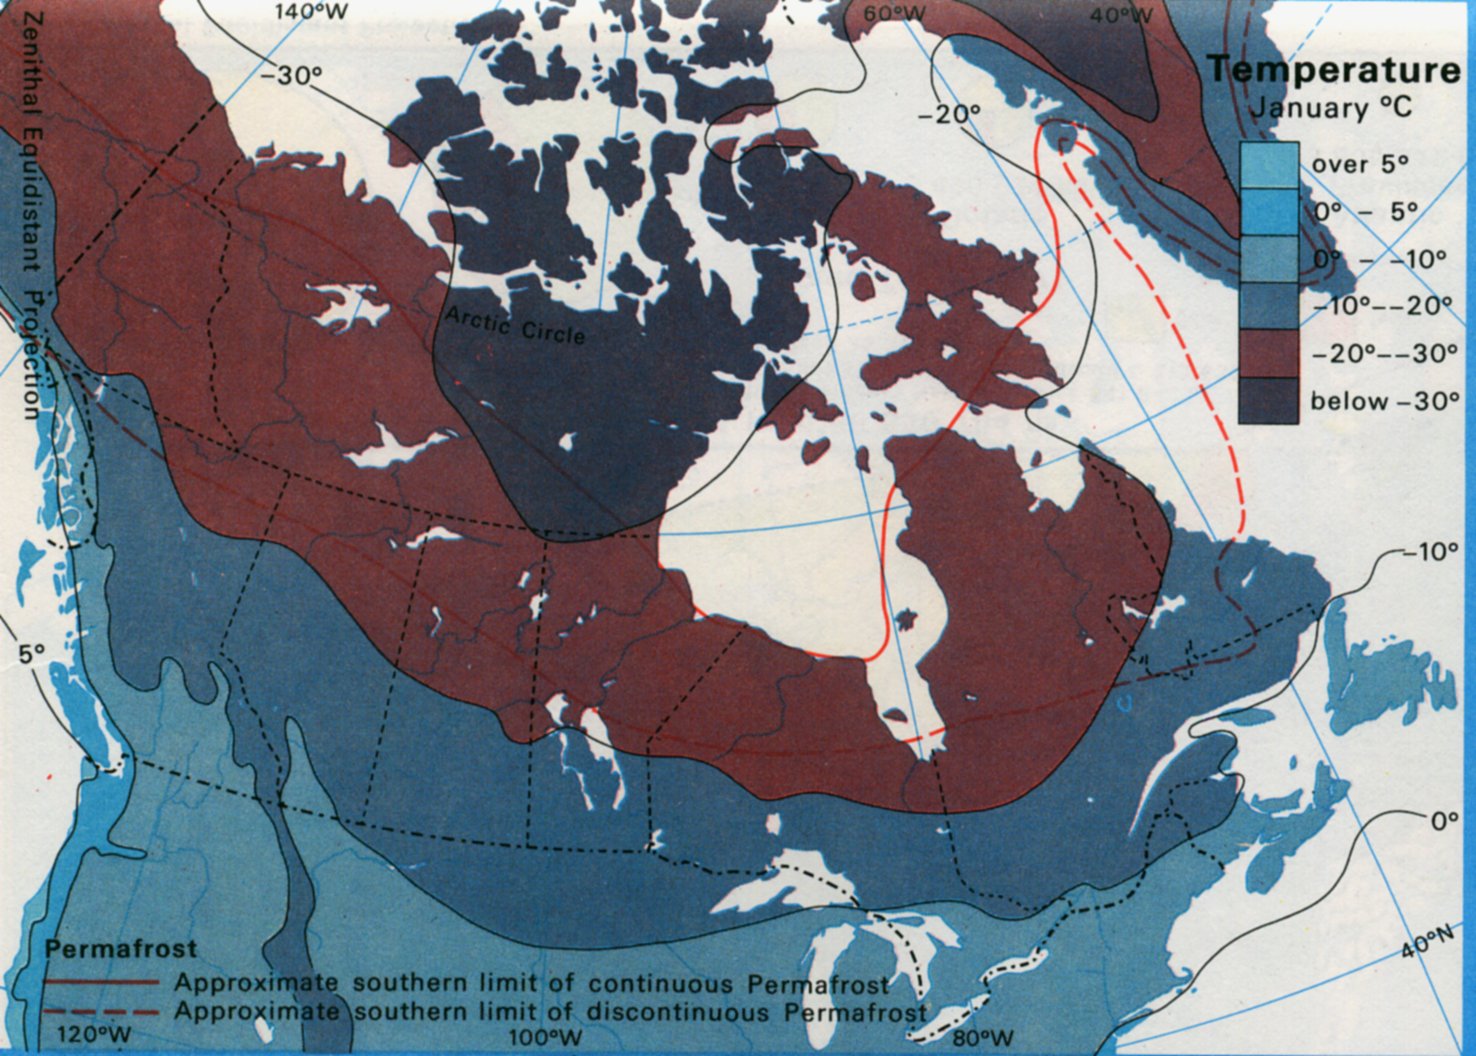 140°W
60°W
40°W
Zenithal Equidistant Projection
Temperature
January °C
over 5°
0° – 5°
0° – –10°
–10°––20°
–20°––30°
below –30°
–30°
–20°
Arctic Circle
–10°
5°
0°
40°N
Permafrost
Approximate southern limit of continuous Permafrost
Approximate southern limit of discontinuous Permafrost
120°W
100°W
80°W